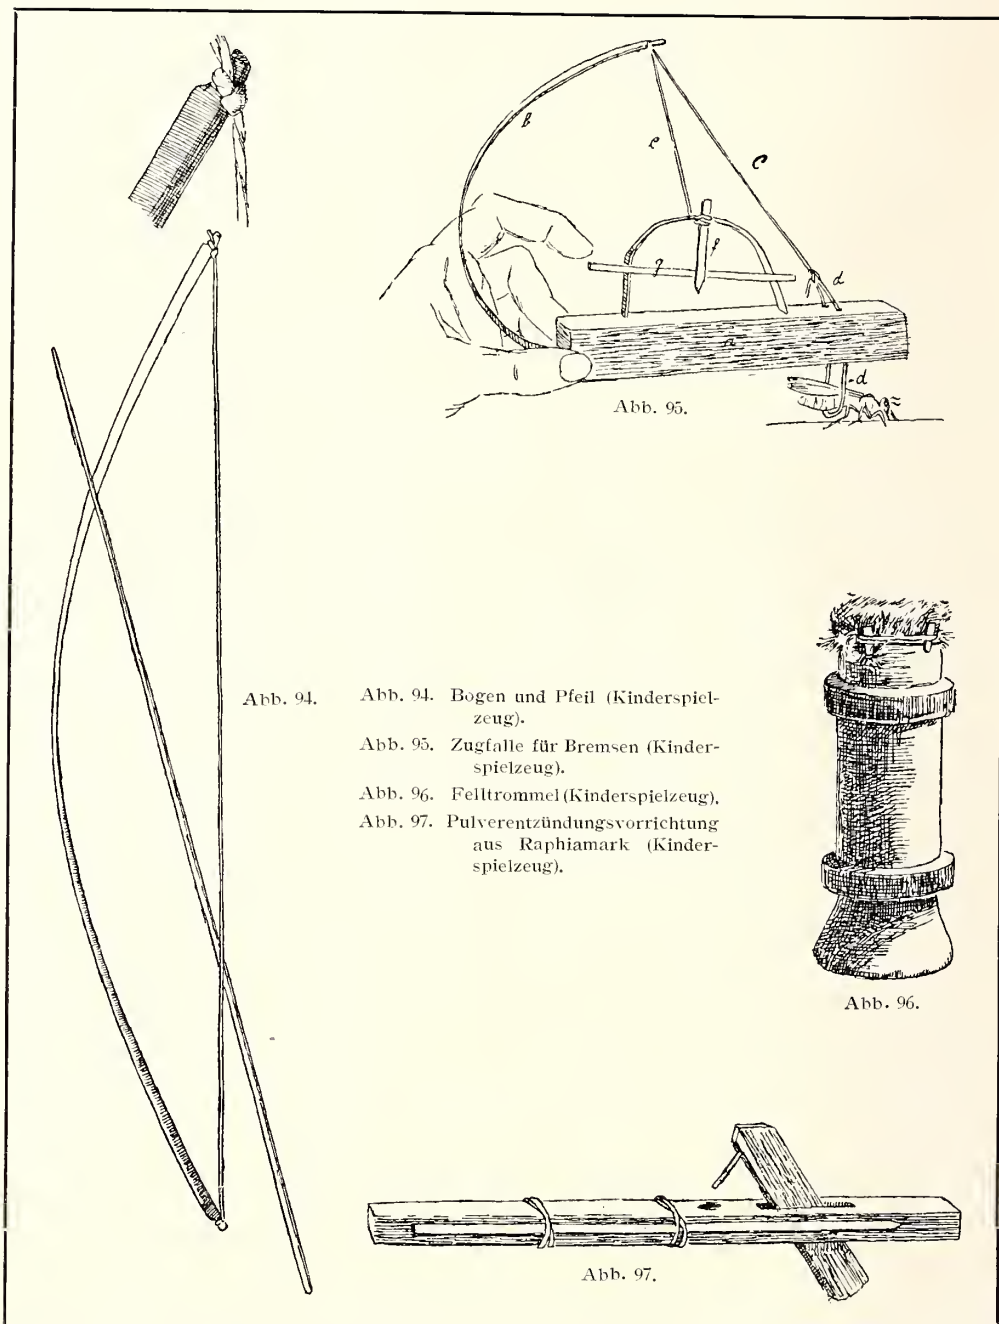 b
e
c
f
g
d
a
d
Abb. 95.
Abb. 94.
Abb. 94. Bogen und Pfeil (Kinderspiel-
zeug).
Abb. 95. Zugfalle für Bremsen (Kinder-
spielzeug).
Abb. 96. Felltrommel (Kinderspielzeug).
Abb. 97. Pulverentzündungsvorrichtung
aus Raphiamark (Kinder-
spielzeug).
Abb. 96.
Abb. 97.